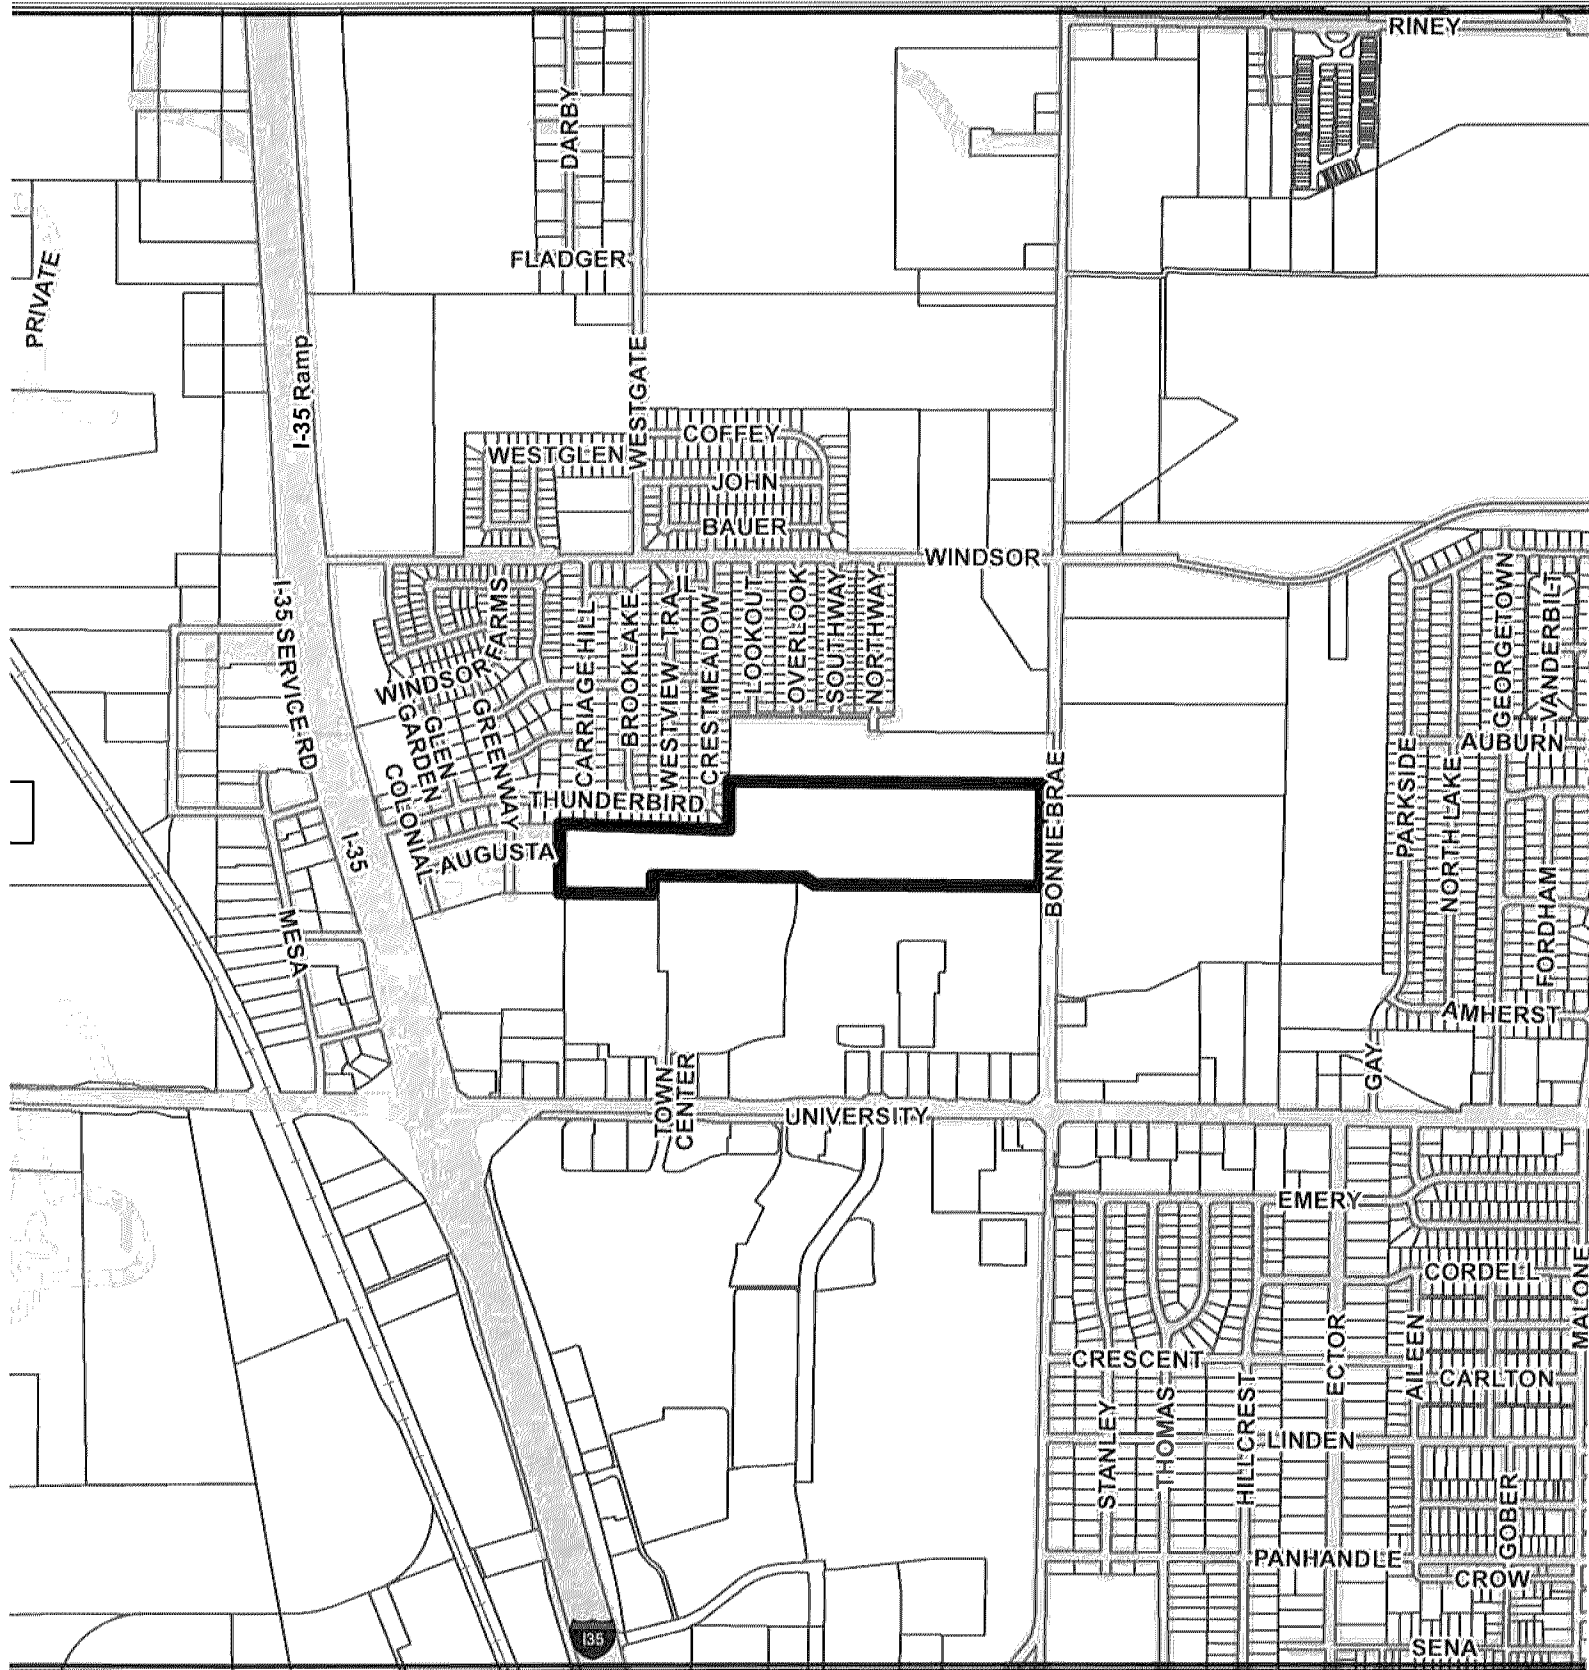 RINEY
DARBY
FLADGER
PRIVATE
I-35 Ramp
WESTGATE
COFFEY
WESTGLEN
JOHN
BAUER
WINDSOR
I-35 SERVICE RD
WINDSOR FARMS
GLEN GARDEN
GREENWAY
COLONIAL
CARRIAGE HILL
BROOKLAKE
WESTVIEW TRAIL
CRESTMEADOW
LOOKOUT
OVERLOOK
SOUTHWAY
NORTHWAY
THUNDERBIRD
AUGUSTA
BONNIE BRAE
I-35
MESA
PARKSIDE
NORTH LAKE
GEORGETOWN
VANDERBILT
AUBURN
FORDHAM
AMHERST
GAY
TOWN
CENTER
UNIVERSITY
EMERY
CORDELL
MALONE
CRESCENT
ECTOR
AILEEN
CARLTON
STANLEY
THOMAS
HILLCREST
LINDEN
GOBER
PANHANDLE
CROW
SENA
I35